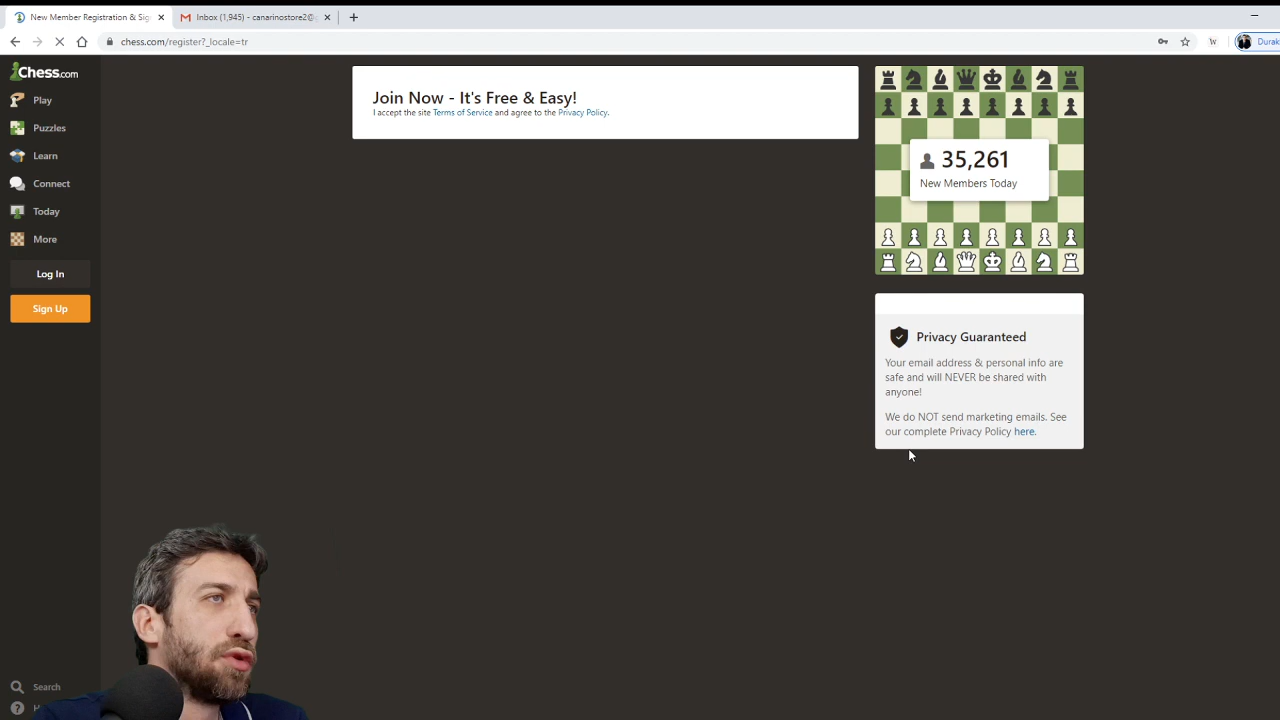 New Member Registration & Sig
Inbox (1,945) - canarinostore2@
chess.com/register?_locale=tr
W
Durak
Chess.com
Play
Puzzles
Learn
Connect
Today
More
Log In
Sign Up
Search
H
Join Now - It's Free & Easy!
I accept the site Terms of Service and agree to the Privacy Policy.
35,261
New Members Today
Privacy Guaranteed
Your email address & personal info are
safe and will NEVER be shared with
anyone!
We do NOT send marketing emails. See
our complete Privacy Policy here.